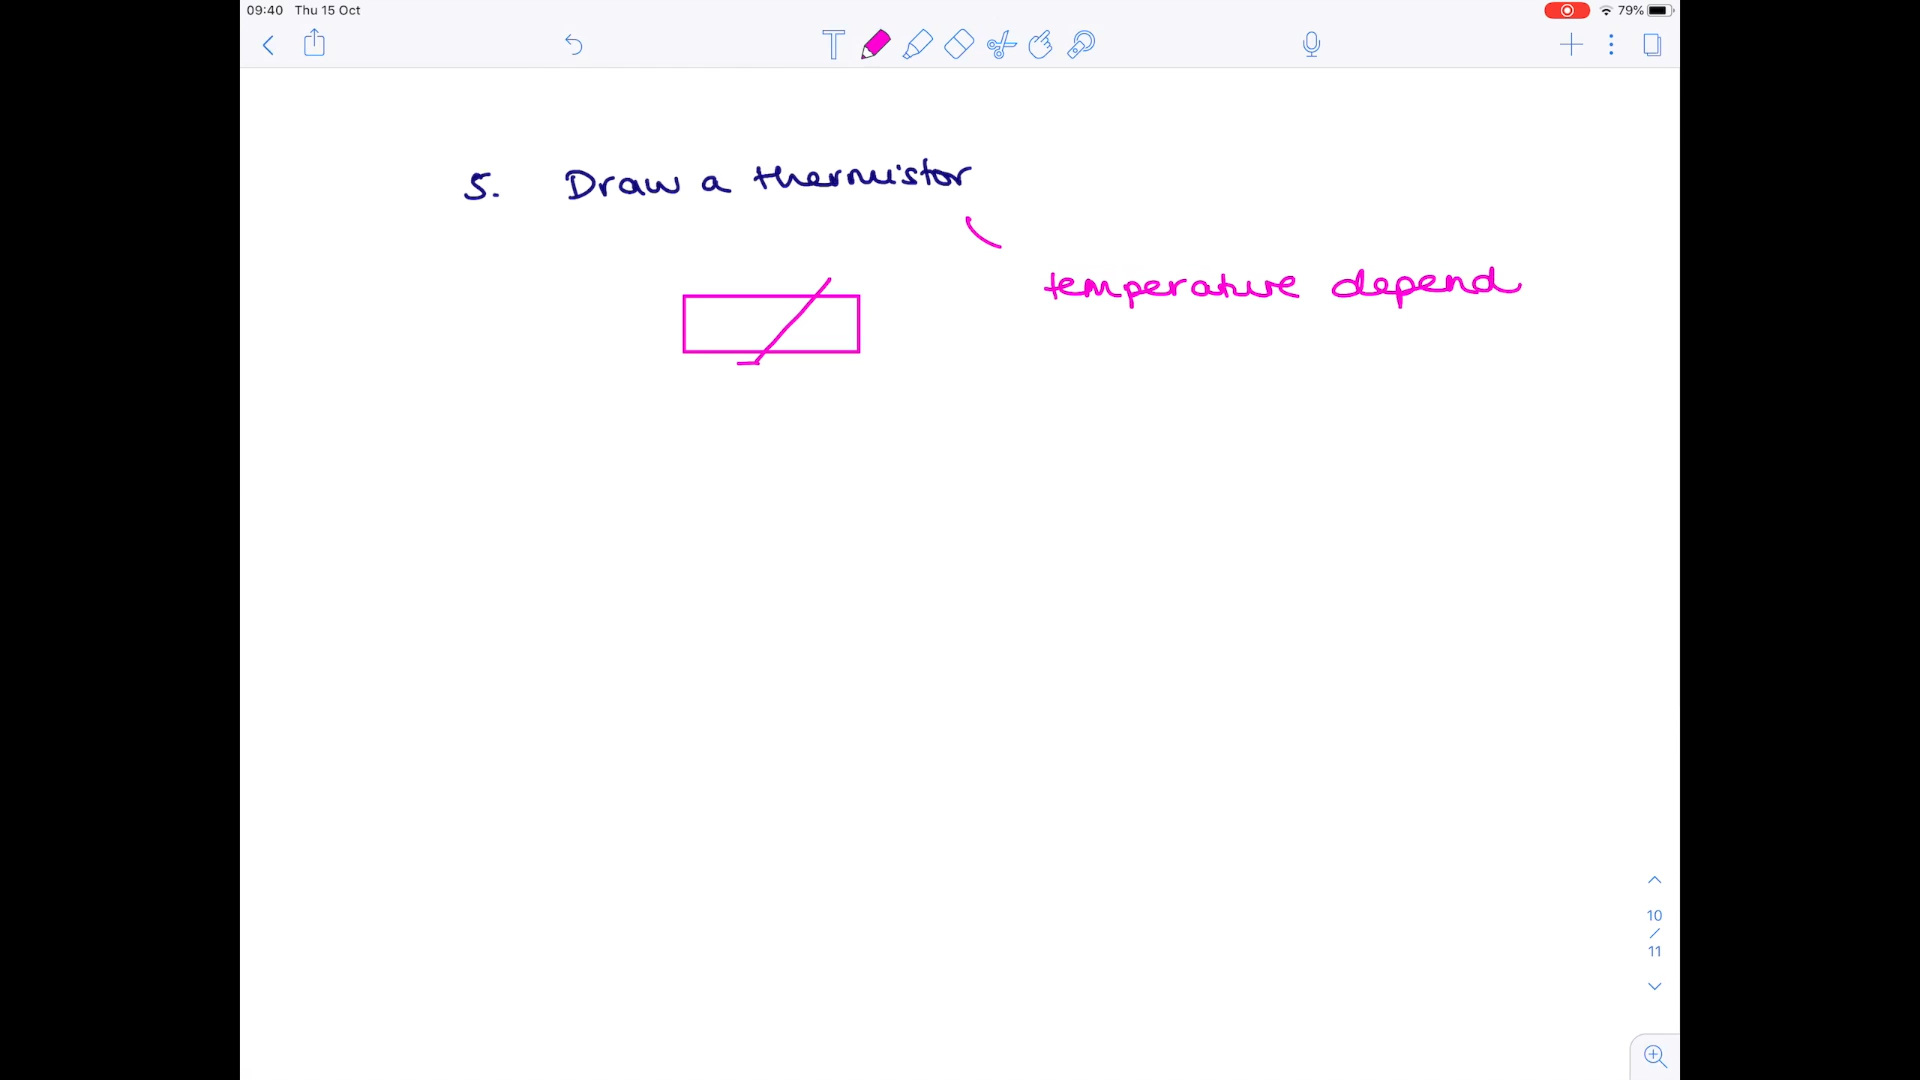 09:40 Thu 15 Oct
79%
T
5. Draw a thermistor
temperature depend
10
/
11